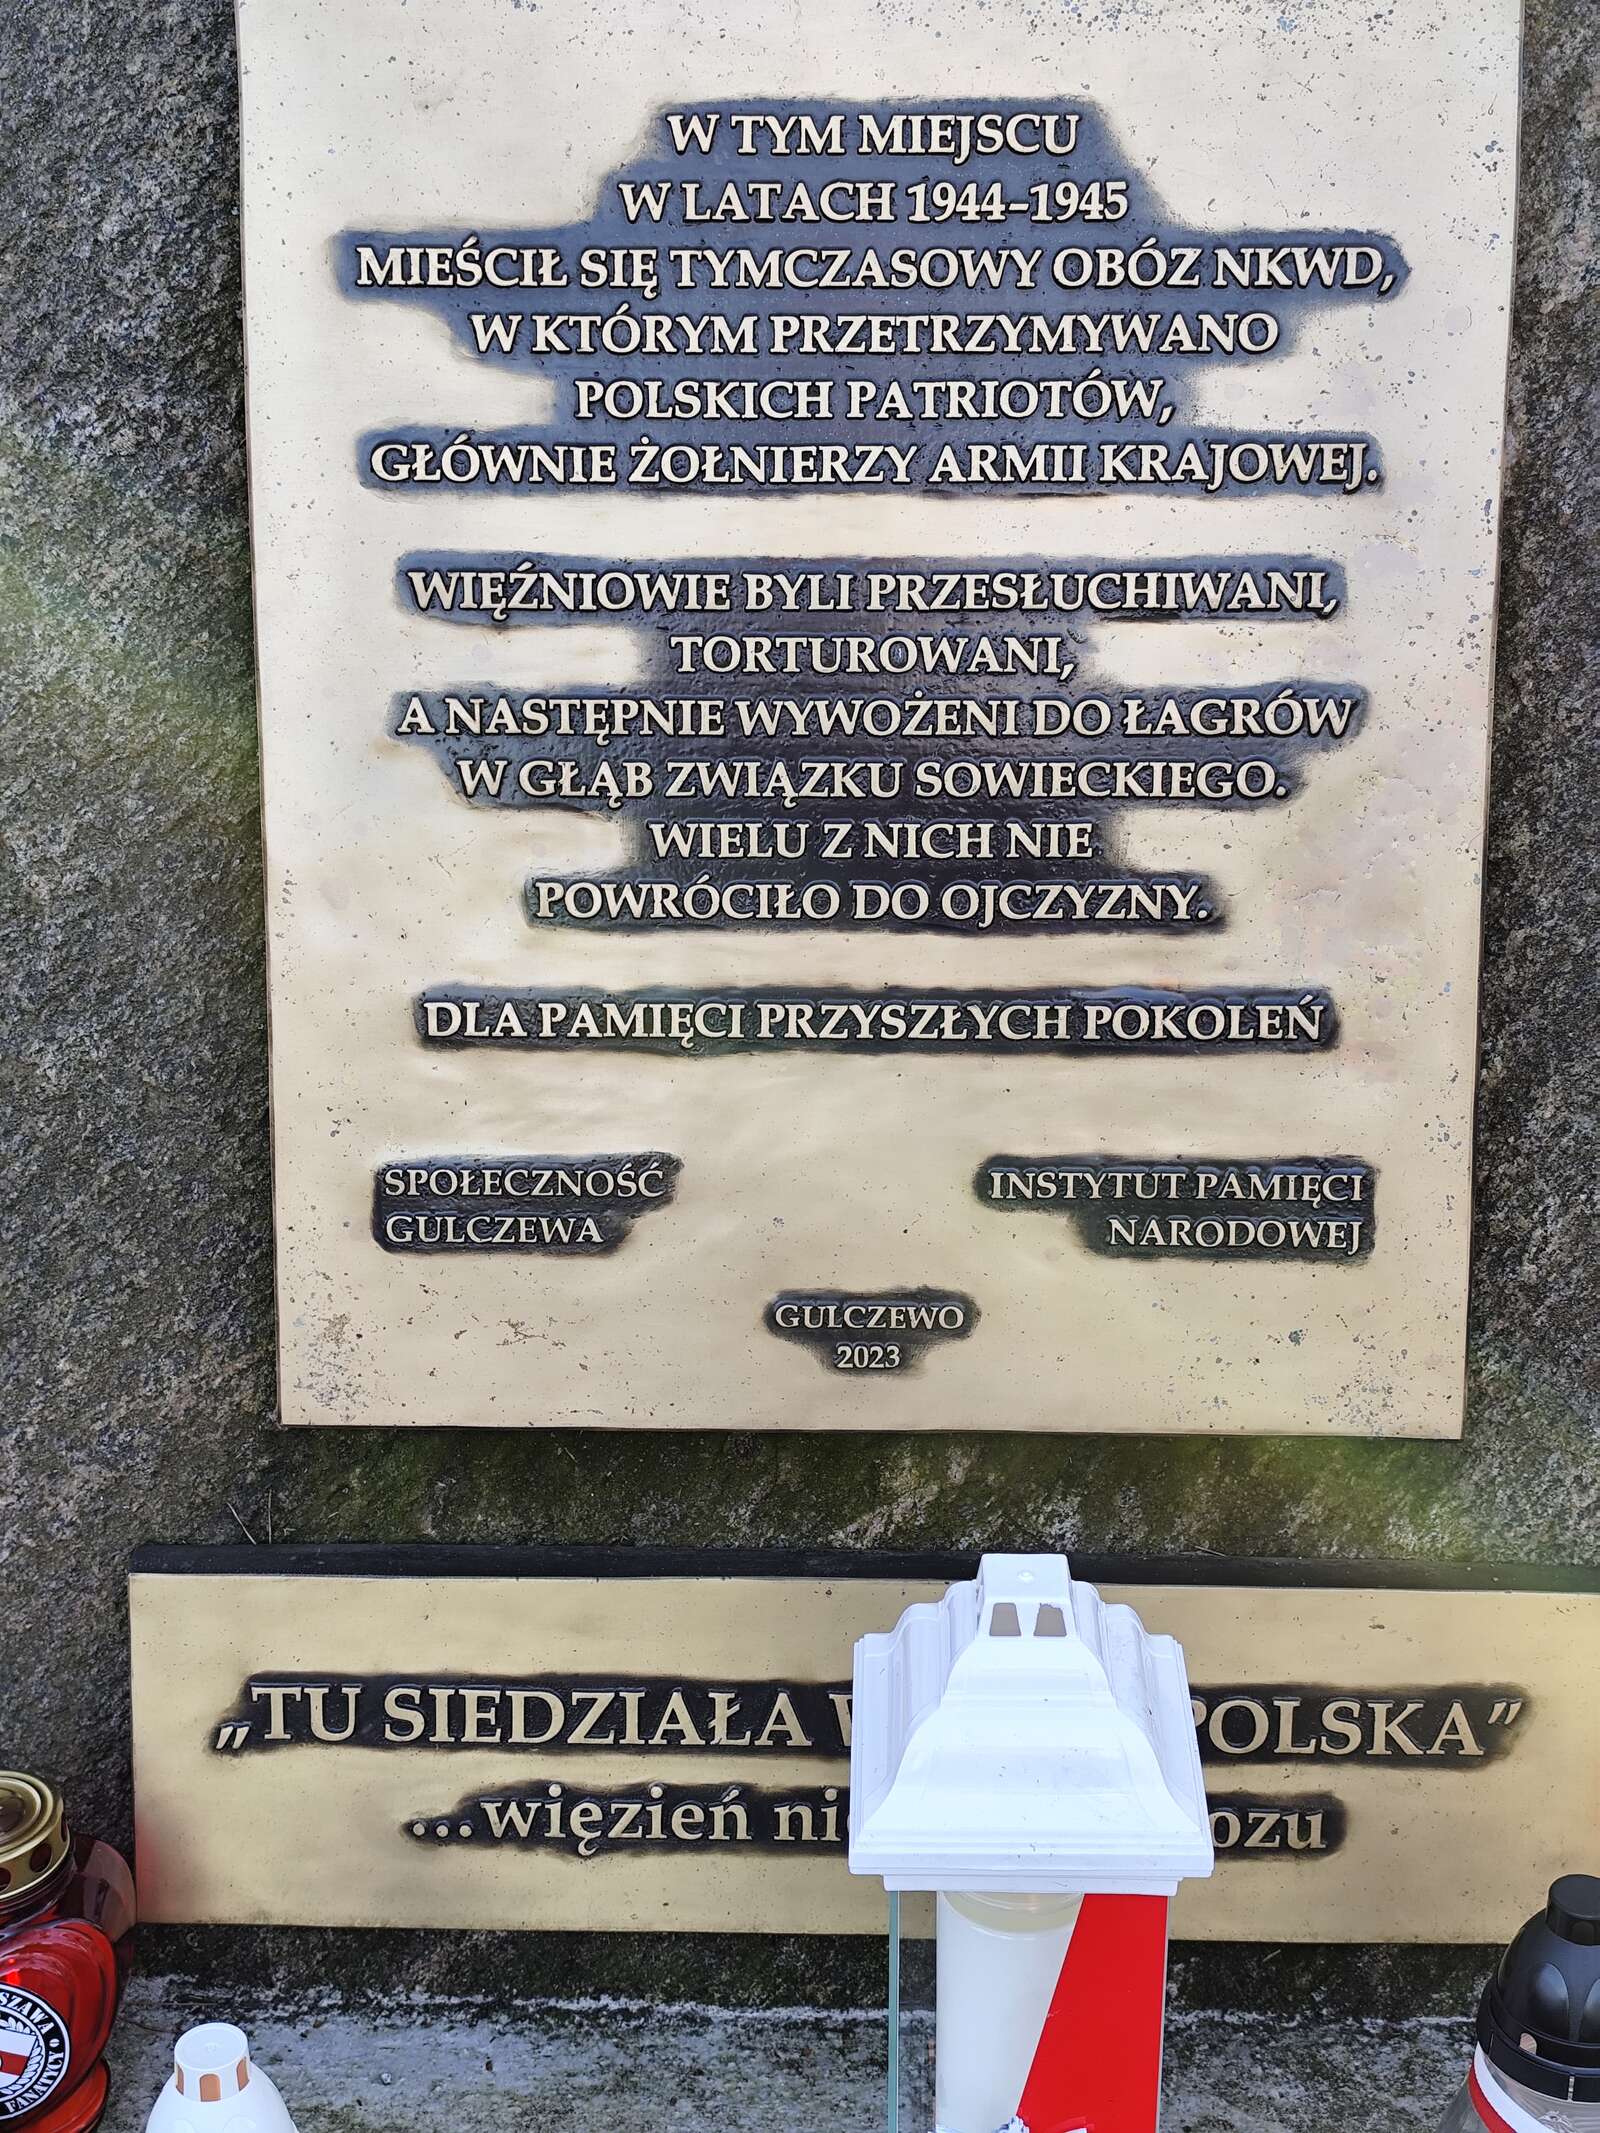 W TYM MIEJSCU
W LATACH 1944-1945
MIEŚCIŁ SIĘ TYMCZASOWY OBÓZ NKWD,
W KTÓRYM PRZETRZYMYWANO
POLSKICH PATRIOTÓW,
GŁÓWNIE ŻOŁNIERZY ARMII KRAJOWEJ.
WIĘŹNIOWIE BYLI PRZESŁUCHIWANI,
TORTUROWANI,
A NASTĘPNIE WYWOŻENI DO ŁAGRÓW
W GŁĄB ZWIĄZKU SOWIECKIEGO.
WIELU Z NICH NIE
POWRÓCIŁO DO OJCZYZNY.
DLA PAMIĘCI PRZYSZŁYCH POKOLEŃ
SPOŁECZNOŚĆ
GULCZEWA
INSTYTUT PAMIĘCI
NARODOWEJ
GULCZEWO
2023
„TU SIEDZIAŁA POLSKA”
...więzień
FANATYCY